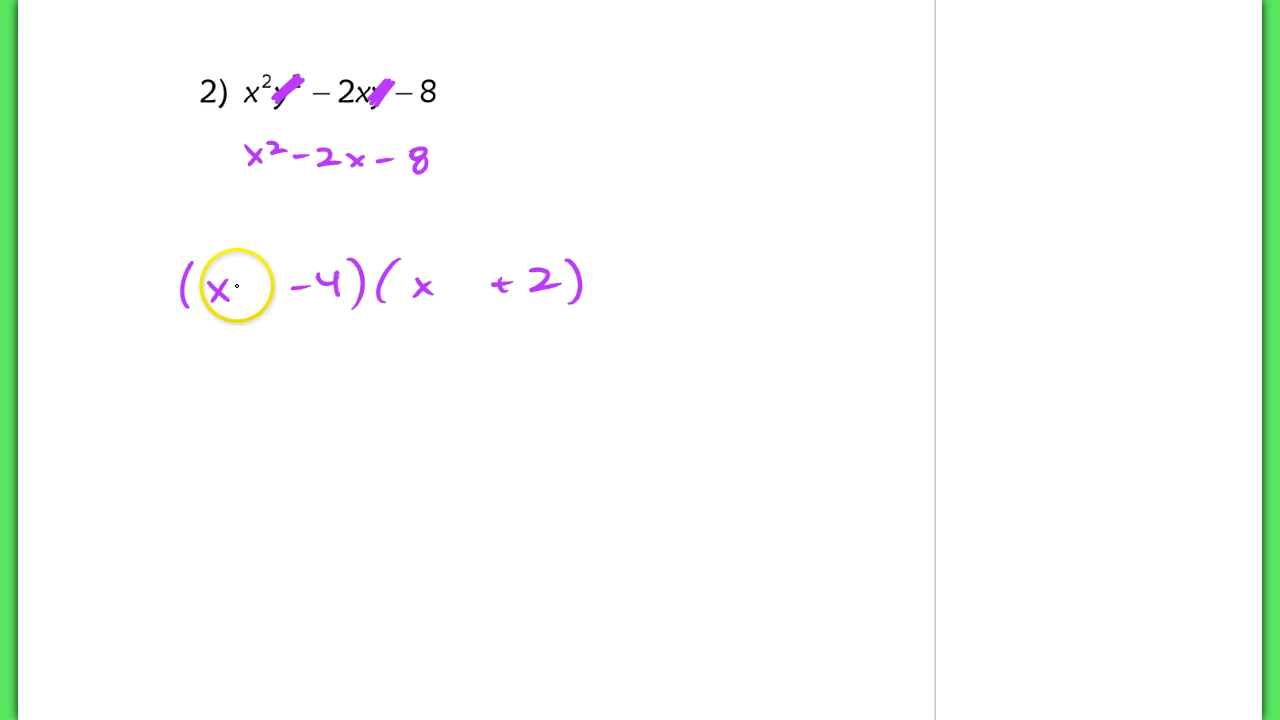 2) x²y² − 2xy − 8
x² - 2x - 8
(x - 4)(x + 2)